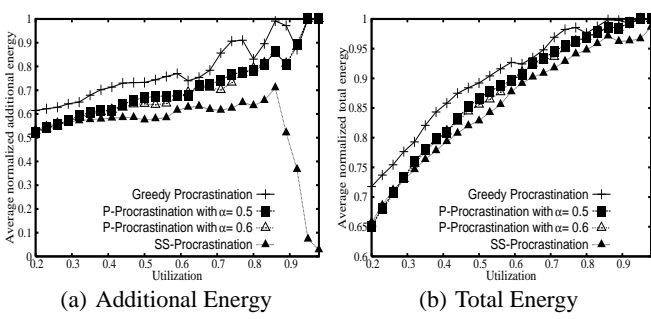 Average normalized additional energy
1
0.9
0.8
0.7
0.6
0.5
0.4
0.3
0.2
0.1
0
Greedy Procrastination
P-Procrastination with α= 0.5
P-Procrastination with α= 0.6
SS-Procrastination
0.2 0.3 0.4 0.5 0.6 0.7 0.8 0.9
Utilization
(a) Additional Energy
Average normalized total energy
1
0.95
0.9
0.85
0.8
0.75
0.7
0.65
0.6
Greedy Procrastination
P-Procrastination with α= 0.5
P-Procrastination with α= 0.6
SS-Procrastination
0.2 0.3 0.4 0.5 0.6 0.7 0.8 0.9
Utilization
(b) Total Energy